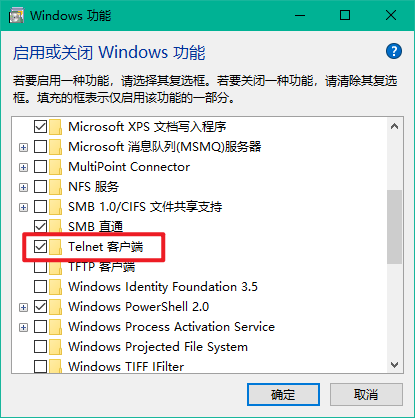 Windows 功能
启用或关闭 Windows 功能
若要启用一种功能，请选择其复选框。若要关闭一种功能，请清除其复选
框。填充的框表示仅启用该功能的一部分。
Microsoft XPS 文档写入程序
Microsoft 消息队列(MSMQ)服务器
MultiPoint Connector
NFS 服务
SMB 1.0/CIFS 文件共享支持
SMB 直通
Telnet 客户端
TFTP 客户端
Windows Identity Foundation 3.5
Windows PowerShell 2.0
Windows Process Activation Service
Windows Projected File System
Windows TIFF IFilter
确定
取消